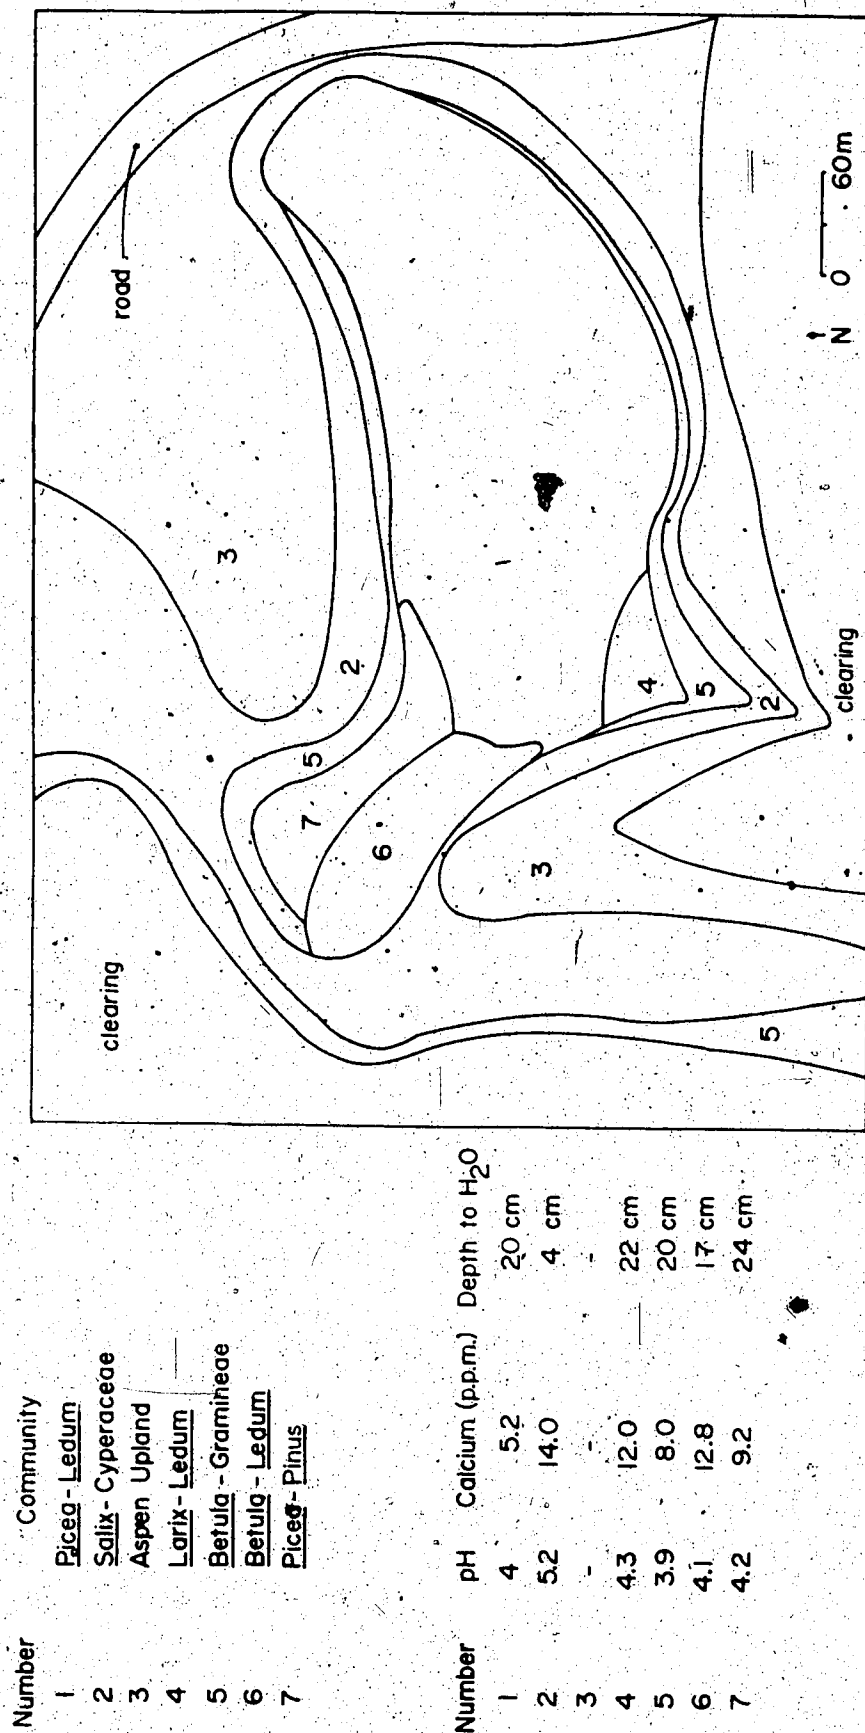 Number Community
1 Picea - Ledum
2 Salix - Cyperaceae
3 Aspen Upland
4 Larix - Ledum
5 Betula - Gramineae
6 Betula - Ledum
7 Picea - Pinus
Number pH Calcium (p.p.m.) Depth to H2O
1 4 5.2 20 cm
2 5.2 14.0 4 cm
3 - - -
4 4.3 12.0 22 cm
5 3.9 8.0 20 cm
6 4.1 12.8 17 cm
7 4.2 9.2 24 cm
clearing
road
3
2
5
7
6
1
3
4
5
2
5
clearing
N
0 60m